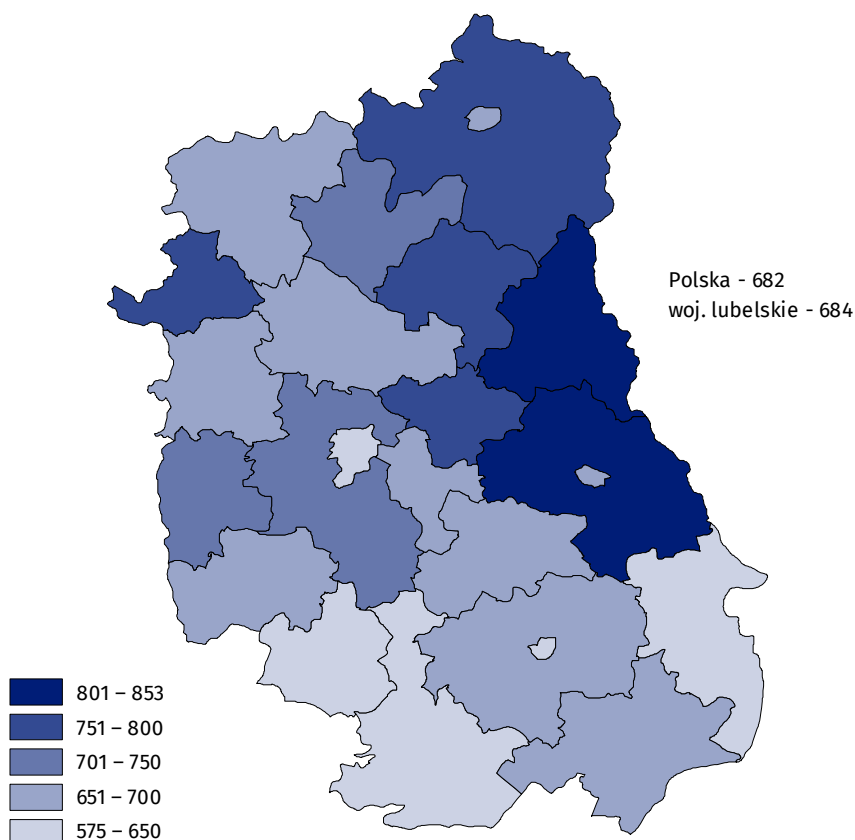 Polska - 682
woj. lubelskie - 684
801 – 853
751 – 800
701 – 750
651 – 700
575 – 650